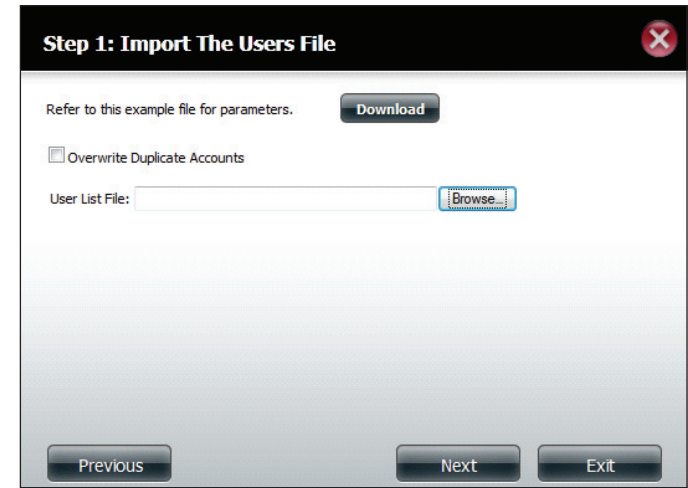 Step 1: Import The Users File
Refer to this example file for parameters. Download
Overwrite Duplicate Accounts
User List File: Browse...
Previous Next Exit